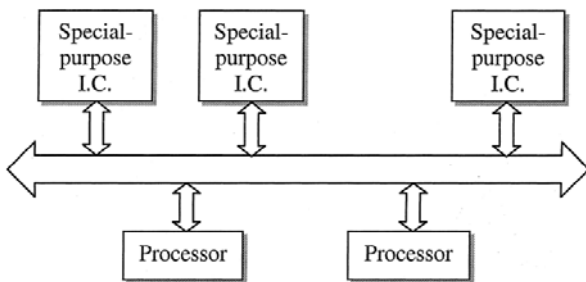 Special-
purpose
I.C.
Special-
purpose
I.C.
Special-
purpose
I.C.
Processor
Processor